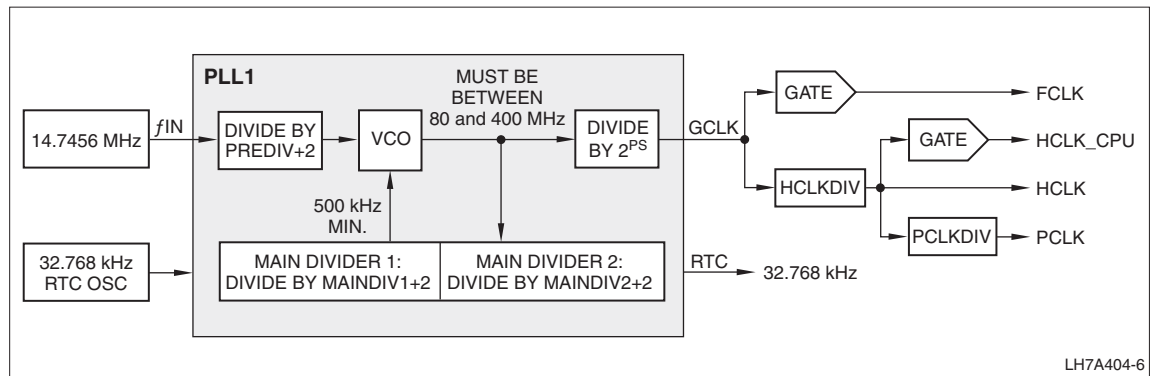 PLL1
MUST BE
BETWEEN
80 and 400 MHz
14.7456 MHz
ƒIN
DIVIDE BY
PREDIV+2
VCO
DIVIDE
BY 2^PS
GCLK
GATE
FCLK
GATE
HCLK_CPU
HCLKDIV
HCLK
PCLKDIV
PCLK
500 kHz
MIN.
32.768 kHz
RTC OSC
MAIN DIVIDER 1:
DIVIDE BY MAINDIV1+2
MAIN DIVIDER 2:
DIVIDE BY MAINDIV2+2
RTC
32.768 kHz
LH7A404-6